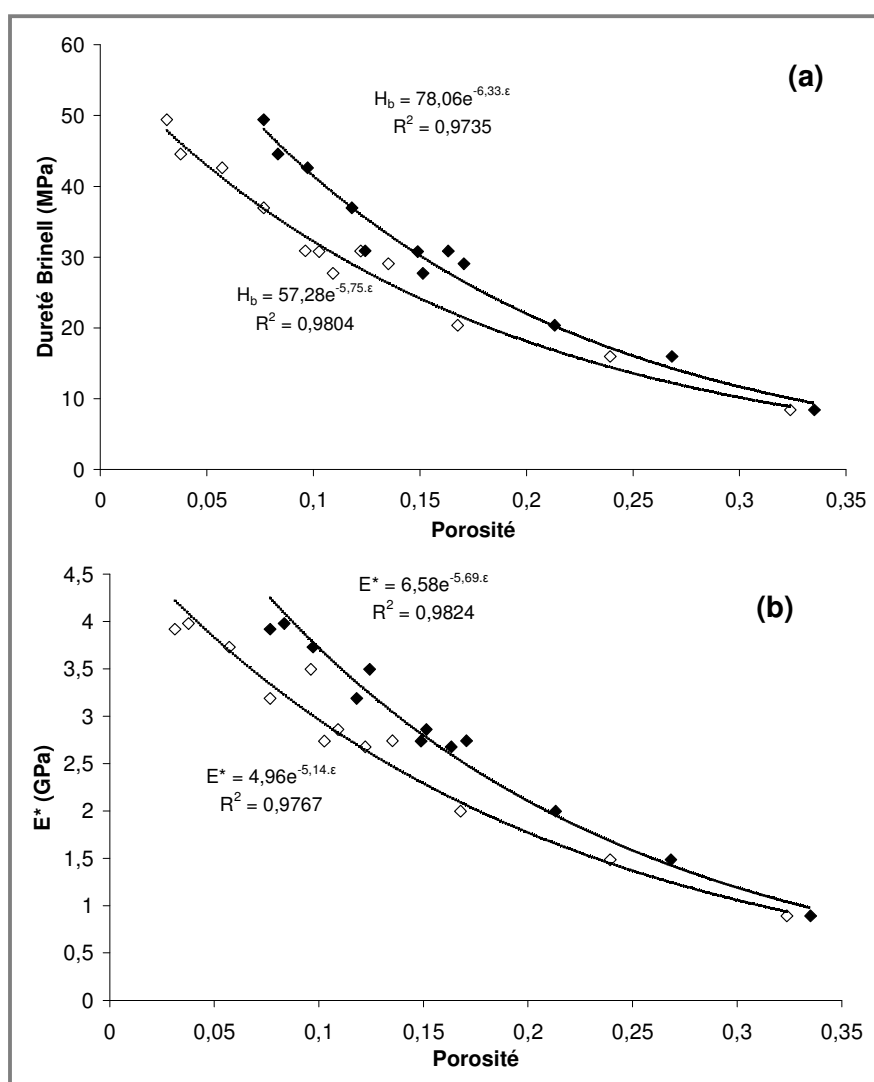 (a)
60
50
40
30
20
10
0
Dureté Brinell (MPa)
H_b = 78,06e^-6,33.ε
R² = 0,9735
H_b = 57,28e^-5,75.ε
R² = 0,9804
0 0,05 0,1 0,15 0,2 0,25 0,3 0,35
Porosité
(b)
4,5
4
3,5
3
2,5
2
1,5
1
0,5
0
E* (GPa)
E* = 6,58e^-5,69.ε
R² = 0,9824
E* = 4,96e^-5,14.ε
R² = 0,9767
0 0,05 0,1 0,15 0,2 0,25 0,3 0,35
Porosité